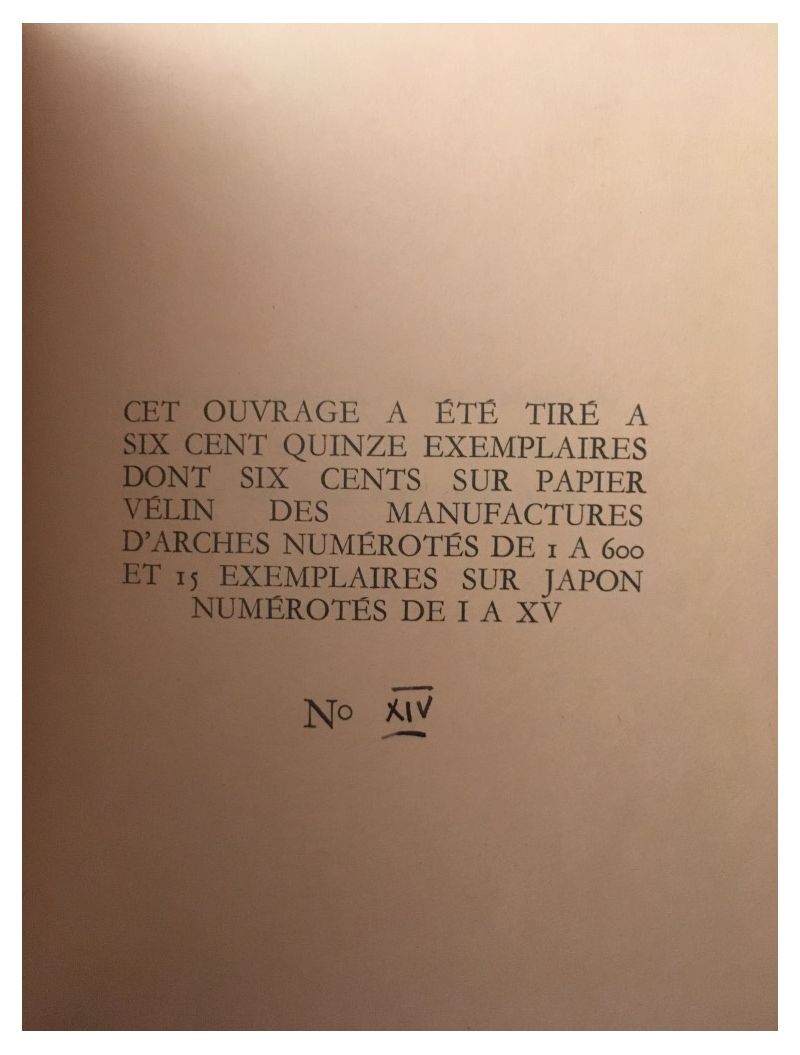 CET OUVRAGE A ÉTÉ TIRÉ A
SIX CENT QUINZE EXEMPLAIRES
DONT SIX CENTS SUR PAPIER
VÉLIN DES MANUFACTURES
D'ARCHES NUMÉROTÉS DE 1 A 600
ET 15 EXEMPLAIRES SUR JAPON
NUMÉROTÉS DE I A XV
No XIV